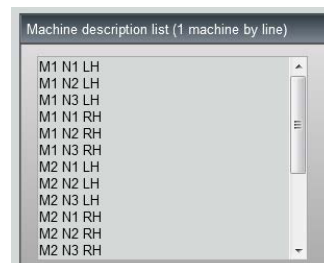 Machine description list (1 machine by line)
M1 N1 LH
M1 N2 LH
M1 N3 LH
M1 N1 RH
M1 N2 RH
M1 N3 RH
M2 N1 LH
M2 N2 LH
M2 N3 LH
M2 N1 RH
M2 N2 RH
M2 N3 RH